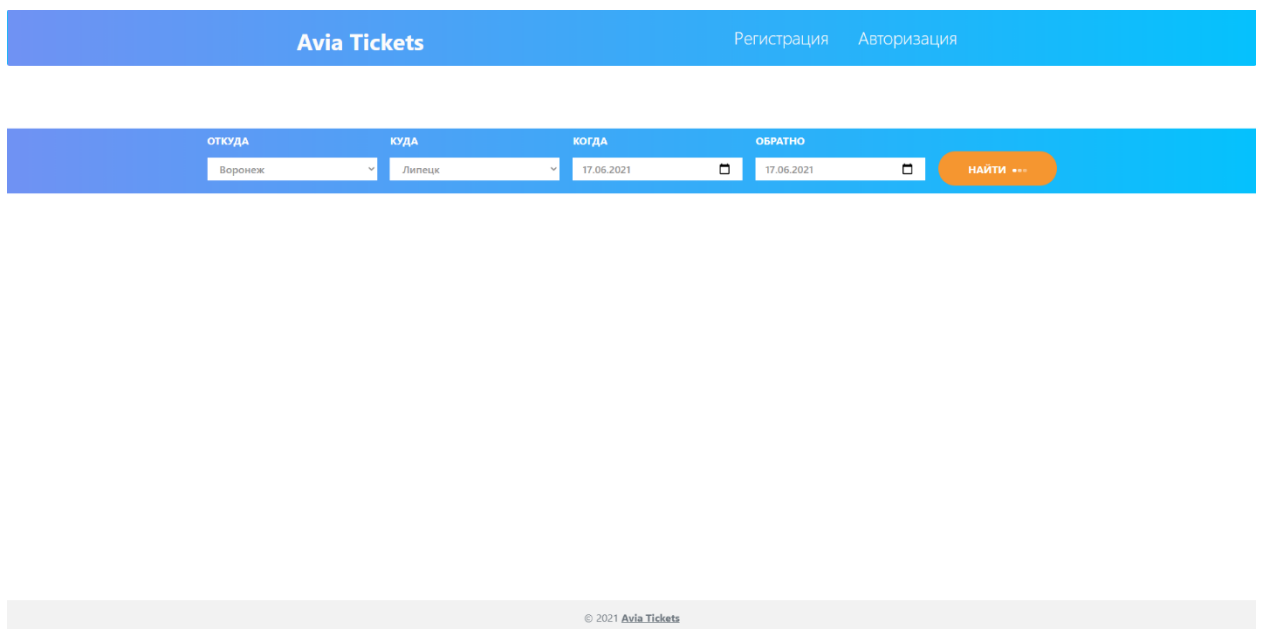 Avia Tickets Регистрация Авторизация
ОТКУДА КУДА КОГДА ОБРАТНО
Воронеж Липецк 17.06.2021 17.06.2021 НАЙТИ
© 2021 Avia Tickets